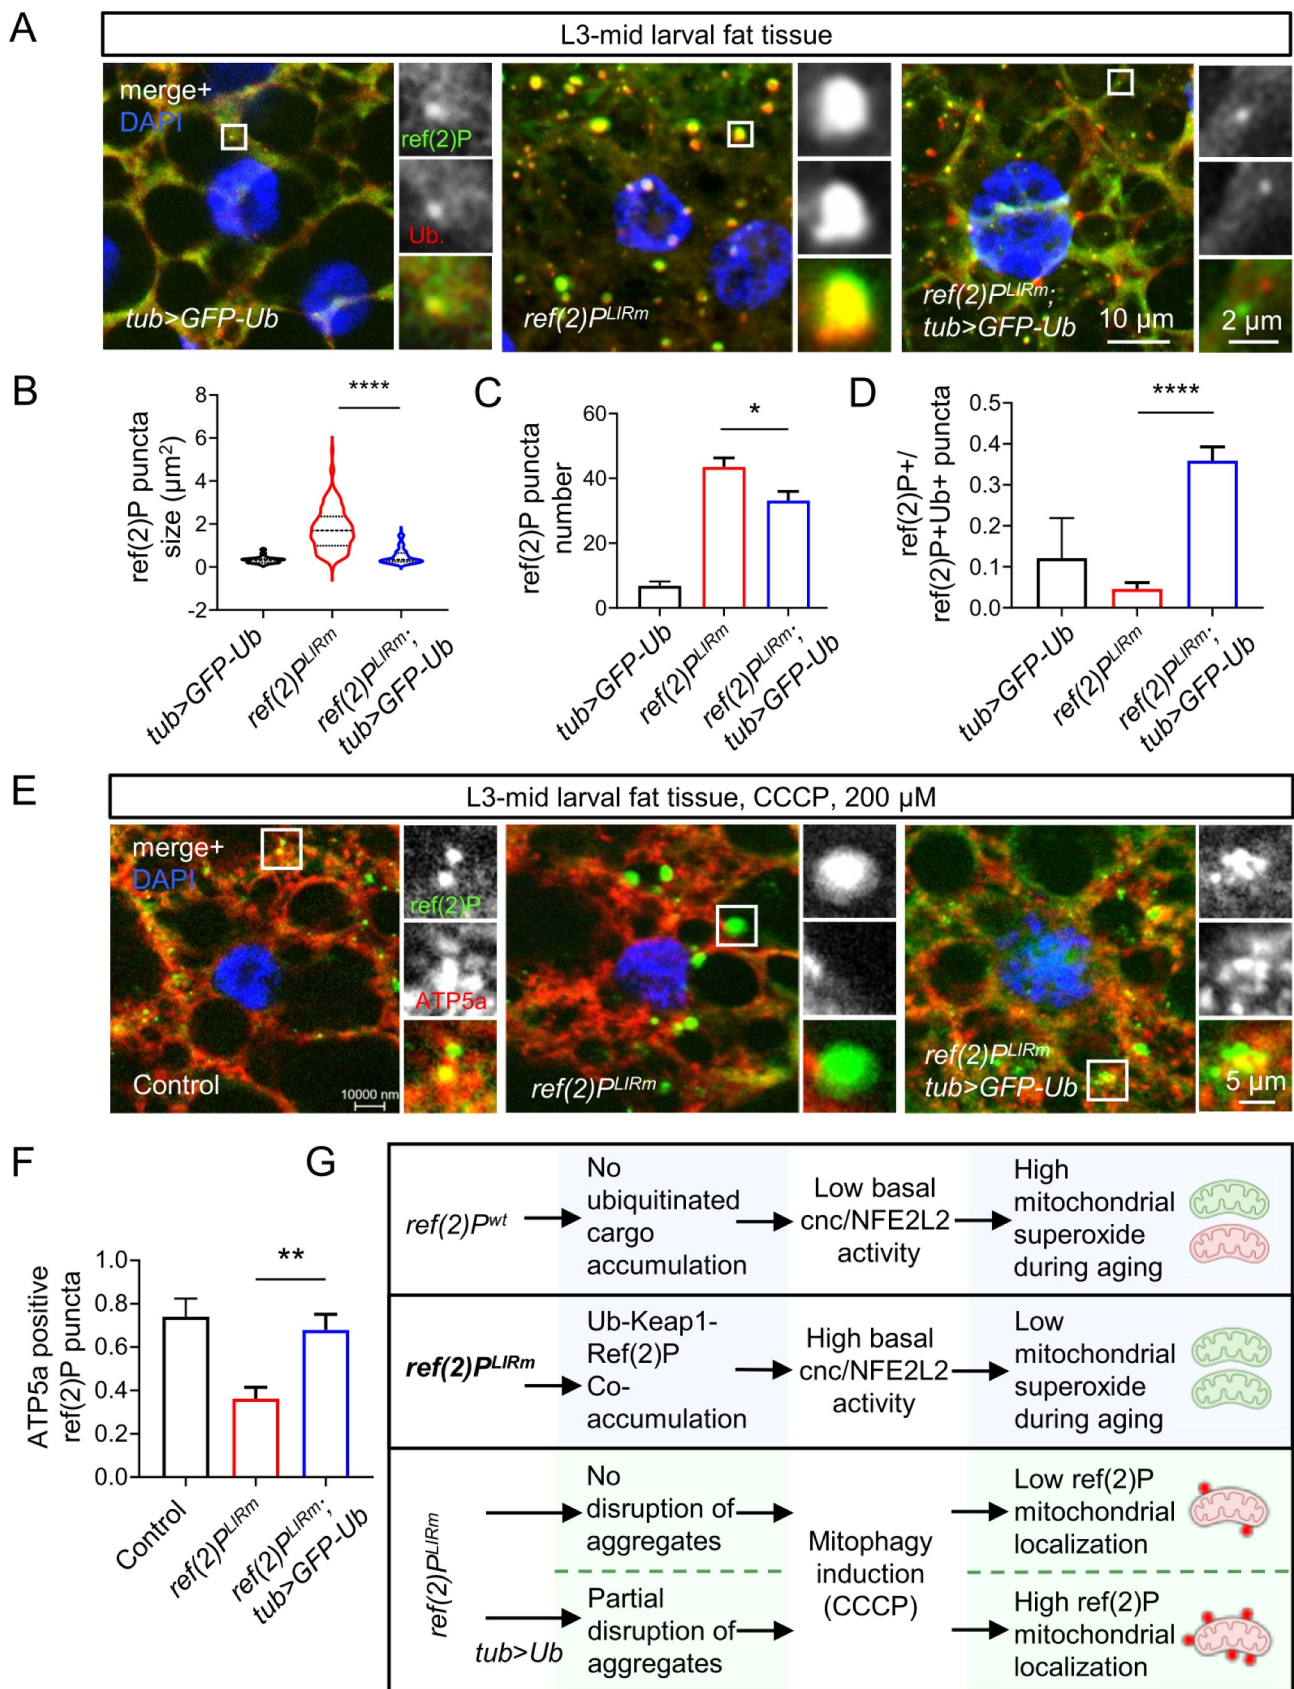 A
L3-mid larval fat tissue
merge+
DAPI
ref(2)P
Ub.
tub>GFP-Ub
ref(2)P^LIRm
ref(2)P^LIRm;
tub>GFP-Ub
10 µm
2 µm
B
ref(2)P puncta
size (µm²)
8
6
4
2
0
-2
****
tub>GFP-Ub
ref(2)P^LIRm
ref(2)P^LIRm;
tub>GFP-Ub
C
ref(2)P puncta
number
60
40
20
0
*
tub>GFP-Ub
ref(2)P^LIRm
ref(2)P^LIRm;
tub>GFP-Ub
D
ref(2)P+/
ref(2)P+Ub+ puncta
0.5
0.4
0.3
0.2
0.1
0.0
****
tub>GFP-Ub
ref(2)P^LIRm
ref(2)P^LIRm;
tub>GFP-Ub
E
L3-mid larval fat tissue, CCCP, 200 µM
merge+
DAPI
ref(2)P
ATP5a
Control
10000 nm
ref(2)P^LIRm
ref(2)P^LIRm
tub>GFP-Ub
5 µm
F
ATP5a positive
ref(2)P puncta
1.0
0.8
0.6
0.4
0.2
0.0
**
Control
ref(2)P^LIRm
ref(2)P^LIRm;
tub>GFP-Ub
G
ref(2)P^wt
No
ubiquitinated
cargo
accumulation
Low basal
cnc/NFE2L2
activity
High
mitochondrial
superoxide
during aging
ref(2)P^LIRm
Ub-Keap1-
Ref(2)P
Co-
accumulation
High basal
cnc/NFE2L2
activity
Low
mitochondrial
superoxide
during aging
ref(2)P^LIRm
No
disruption of
aggregates
Mitophagy
induction
(CCCP)
Low ref(2)P
mitochondrial
localization
tub>Ub
Partial
disruption of
aggregates
High ref(2)P
mitochondrial
localization